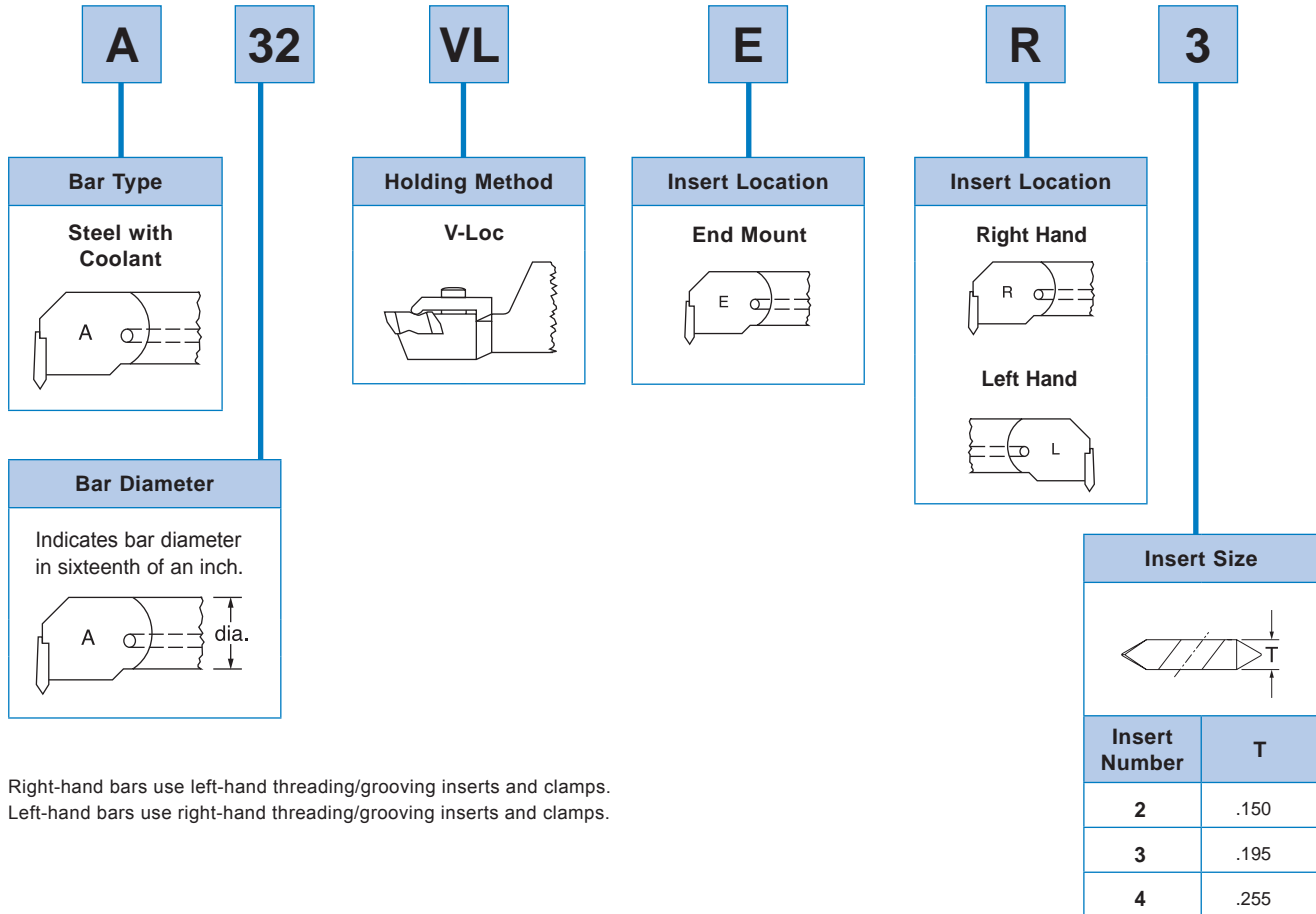 A 32 VL E R 3
Bar Type
Steel with
Coolant
A
Bar Diameter
Indicates bar diameter
in sixteenth of an inch.
A
dia.
Holding Method
V-Loc
Insert Location
End Mount
E
Insert Location
Right Hand
R
Left Hand
L
Insert Size
T
Insert
Number
T
2 .150
3 .195
4 .255
Right-hand bars use left-hand threading/grooving inserts and clamps.
Left-hand bars use right-hand threading/grooving inserts and clamps.